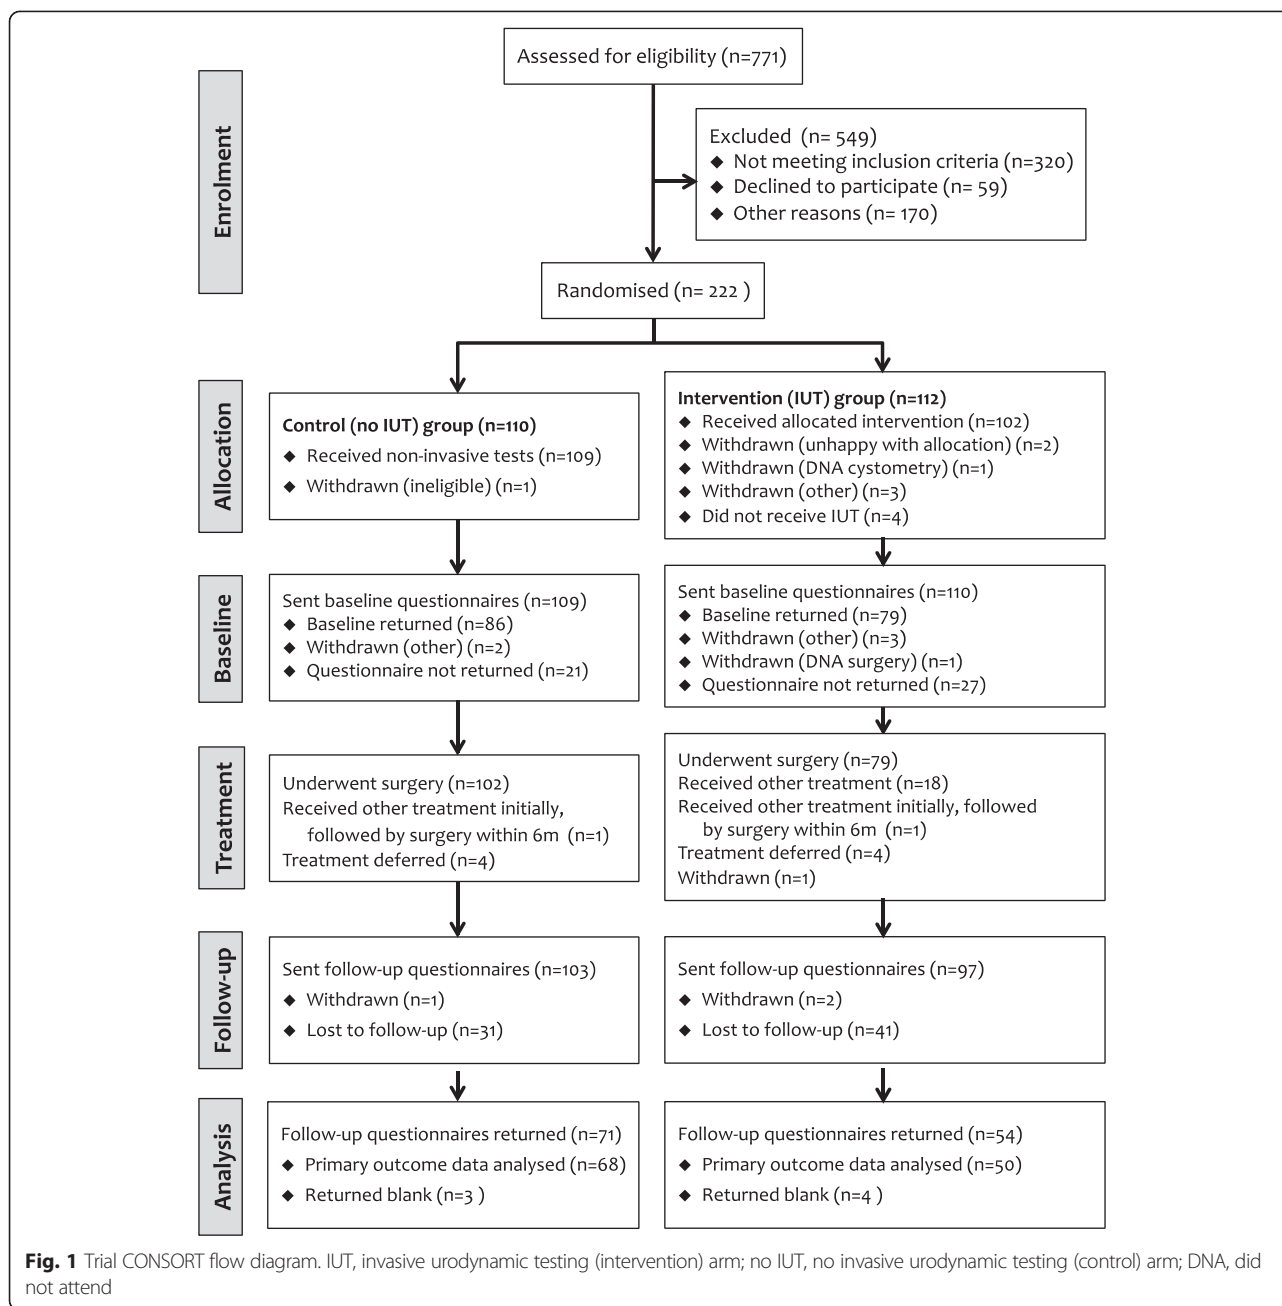 Assessed for eligibility (n=771)
Enrolment
Excluded (n= 549)
◆ Not meeting inclusion criteria (n=320)
◆ Declined to participate (n= 59)
◆ Other reasons (n= 170)
Randomised (n= 222 )
Allocation
Control (no IUT) group (n=110)
◆ Received non-invasive tests (n=109)
◆ Withdrawn (ineligible) (n=1)
Intervention (IUT) group (n=112)
◆ Received allocated intervention (n=102)
◆ Withdrawn (unhappy with allocation) (n=2)
◆ Withdrawn (DNA cystometry) (n=1)
◆ Withdrawn (other) (n=3)
◆ Did not receive IUT (n=4)
Baseline
Sent baseline questionnaires (n=109)
◆ Baseline returned (n=86)
◆ Withdrawn (other) (n=2)
◆ Questionnaire not returned (n=21)
Sent baseline questionnaires (n=110)
◆ Baseline returned (n=79)
◆ Withdrawn (other) (n=3)
◆ Withdrawn (DNA surgery) (n=1)
◆ Questionnaire not returned (n=27)
Treatment
Underwent surgery (n=102)
Received other treatment initially,
followed by surgery within 6m (n=1)
Treatment deferred (n=4)
Underwent surgery (n=79)
Received other treatment (n=18)
Received other treatment initially, followed
by surgery within 6m (n=1)
Treatment deferred (n=4)
Withdrawn (n=1)
Follow-up
Sent follow-up questionnaires (n=103)
◆ Withdrawn (n=1)
◆ Lost to follow-up (n=31)
Sent follow-up questionnaires (n=97)
◆ Withdrawn (n=2)
◆ Lost to follow-up (n=41)
Analysis
Follow-up questionnaires returned (n=71)
◆ Primary outcome data analysed (n=68)
◆ Returned blank (n=3 )
Follow-up questionnaires returned (n=54)
◆ Primary outcome data analysed (n=50)
◆ Returned blank (n=4 )
Fig. 1 Trial CONSORT flow diagram. IUT, invasive urodynamic testing (intervention) arm; no IUT, no invasive urodynamic testing (control) arm; DNA, did
not attend